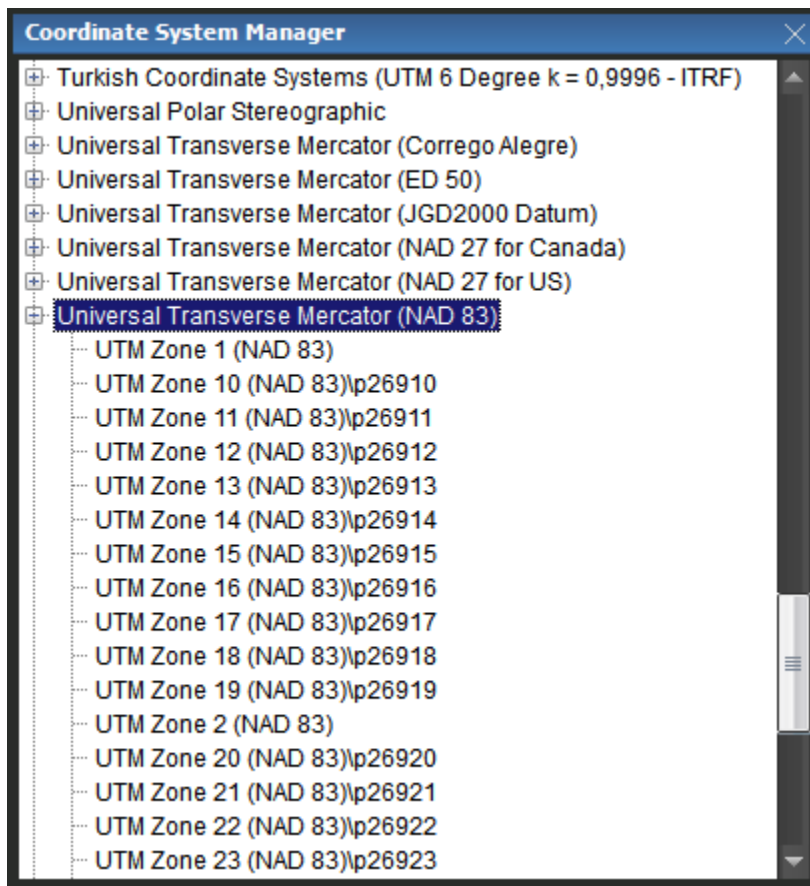 Coordinate System Manager
Turkish Coordinate Systems (UTM 6 Degree k = 0,9996 - ITRF)
Universal Polar Stereographic
Universal Transverse Mercator (Corrego Alegre)
Universal Transverse Mercator (ED 50)
Universal Transverse Mercator (JGD2000 Datum)
Universal Transverse Mercator (NAD 27 for Canada)
Universal Transverse Mercator (NAD 27 for US)
Universal Transverse Mercator (NAD 83)
UTM Zone 1 (NAD 83)
UTM Zone 10 (NAD 83)\p26910
UTM Zone 11 (NAD 83)\p26911
UTM Zone 12 (NAD 83)\p26912
UTM Zone 13 (NAD 83)\p26913
UTM Zone 14 (NAD 83)\p26914
UTM Zone 15 (NAD 83)\p26915
UTM Zone 16 (NAD 83)\p26916
UTM Zone 17 (NAD 83)\p26917
UTM Zone 18 (NAD 83)\p26918
UTM Zone 19 (NAD 83)\p26919
UTM Zone 2 (NAD 83)
UTM Zone 20 (NAD 83)\p26920
UTM Zone 21 (NAD 83)\p26921
UTM Zone 22 (NAD 83)\p26922
UTM Zone 23 (NAD 83)\p26923